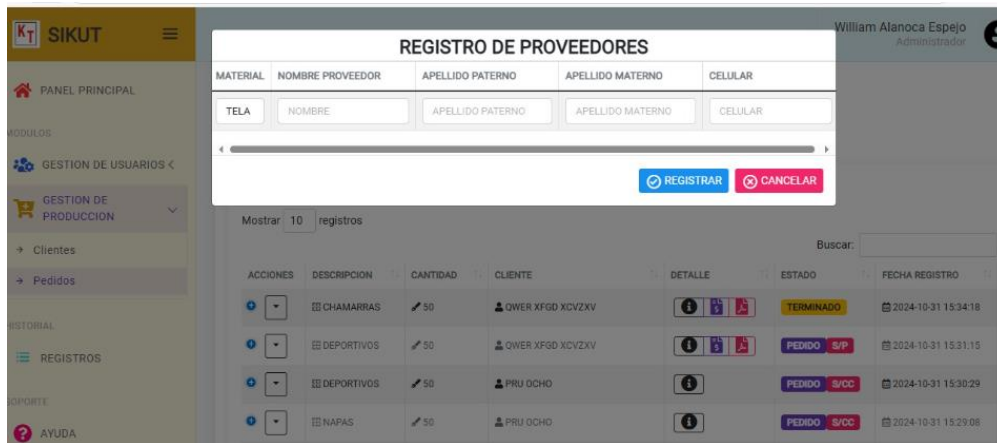 KT SIKUT
William Alanoca Espejo
Administrador
REGISTRO DE PROVEEDORES
MATERIAL NOMBRE PROVEEDOR APELLIDO PATERNO APELLIDO MATERNO CELULAR
TELA NOMBRE APELLIDO PATERNO APELLIDO MATERNO CELULAR
REGISTRAR CANCELAR
PANEL PRINCIPAL
MODULOS
GESTION DE USUARIOS
GESTION DE PRODUCCION
Clientes
Pedidos
HISTORIAL
REGISTROS
SOPORTE
AYUDA
Mostrar 10 registros
Buscar:
ACCIONES DESCRIPCION CANTIDAD CLIENTE DETALLE ESTADO FECHA REGISTRO
CHAMARRAS 50 QWER XFGD XCVZXV TERMINADO 2024-10-31 15:34:18
DEPORTIVOS 50 QWER XFGD XCVZXV PEDIDO S/P 2024-10-31 15:31:15
DEPORTIVOS 50 PRU OCHO PEDIDO S/CC 2024-10-31 15:30:29
NAPAS 50 PRU OCHO PEDIDO S/CC 2024-10-31 15:29:08